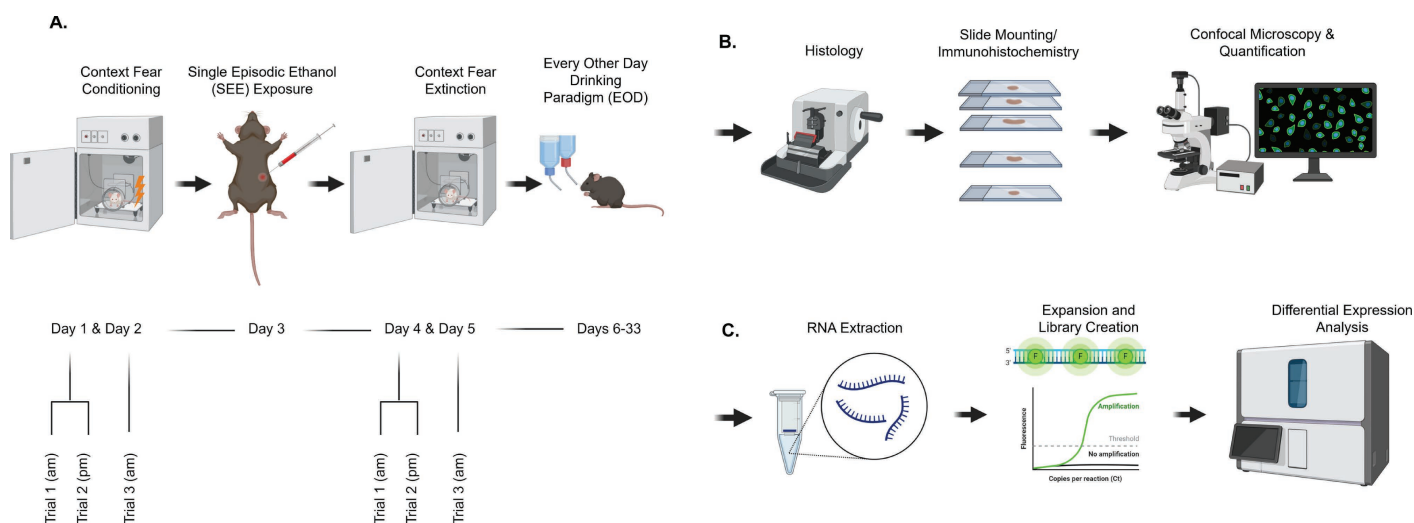 A.
Context Fear
Conditioning
Single Episodic Ethanol
(SEE) Exposure
Context Fear
Extinction
Every Other Day
Drinking
Paradigm (EOD)
Day 1 & Day 2
Day 3
Day 4 & Day 5
Days 6-33
Trial 1 (am)
Trial 2 (pm)
Trial 3 (am)
Trial 1 (am)
Trial 2 (pm)
Trial 3 (am)
B.
Histology
Slide Mounting/
Immunohistochemistry
Confocal Microscopy &
Quantification
C.
RNA Extraction
Expansion and
Library Creation
5'
3'
F
F
F
Fluorescence
Amplification
Threshold
No amplification
Copies per reaction (Ct)
Differential Expression
Analysis